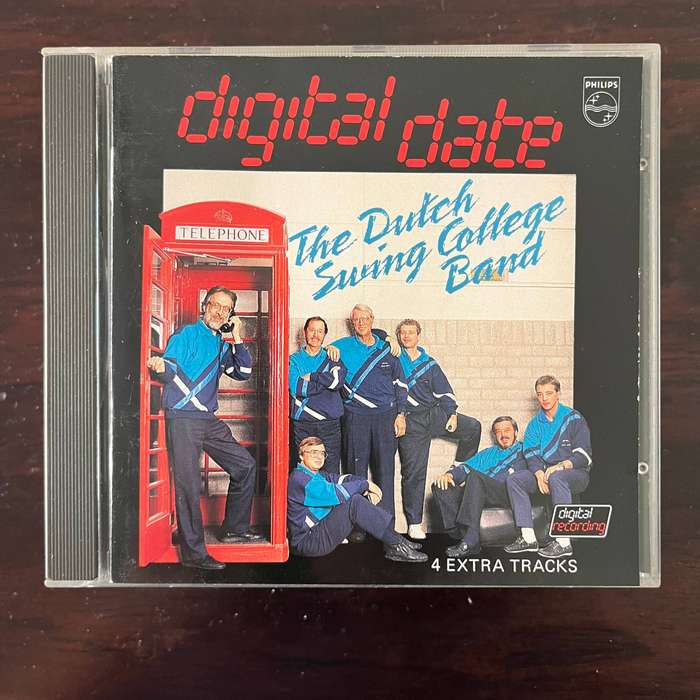 digital date
PHILIPS
TELEPHONE
The Dutch
Swing College
Band
digital
recording
4 EXTRA TRACKS